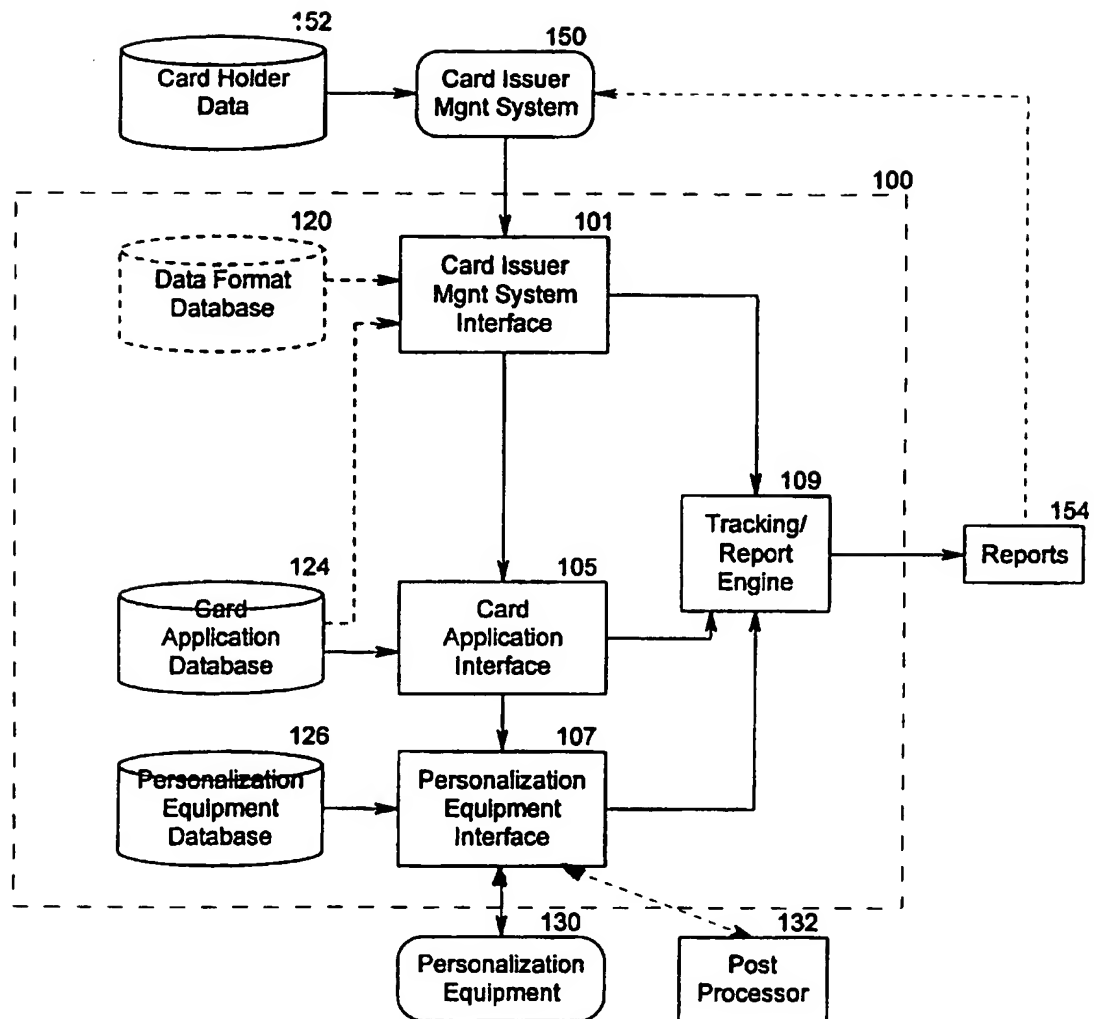 152
Card Holder
Data
150
Card Issuer
Mgnt System
100
120
Data Format
Database
101
Card Issuer
Mgnt System
Interface
109
Tracking/
Report
Engine
154
Reports
124
Card
Application
Database
105
Card
Application
Interface
126
Personalization
Equipment
Database
107
Personalization
Equipment
Interface
130
Personalization
Equipment
132
Post
Processor